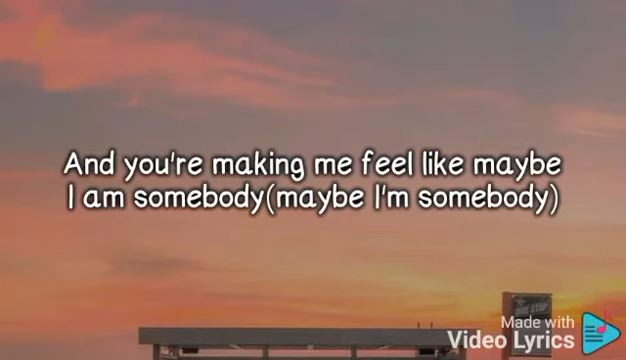 And you're making me feel like maybe
I am somebody(maybe I'm somebody)
Made with
Video Lyrics